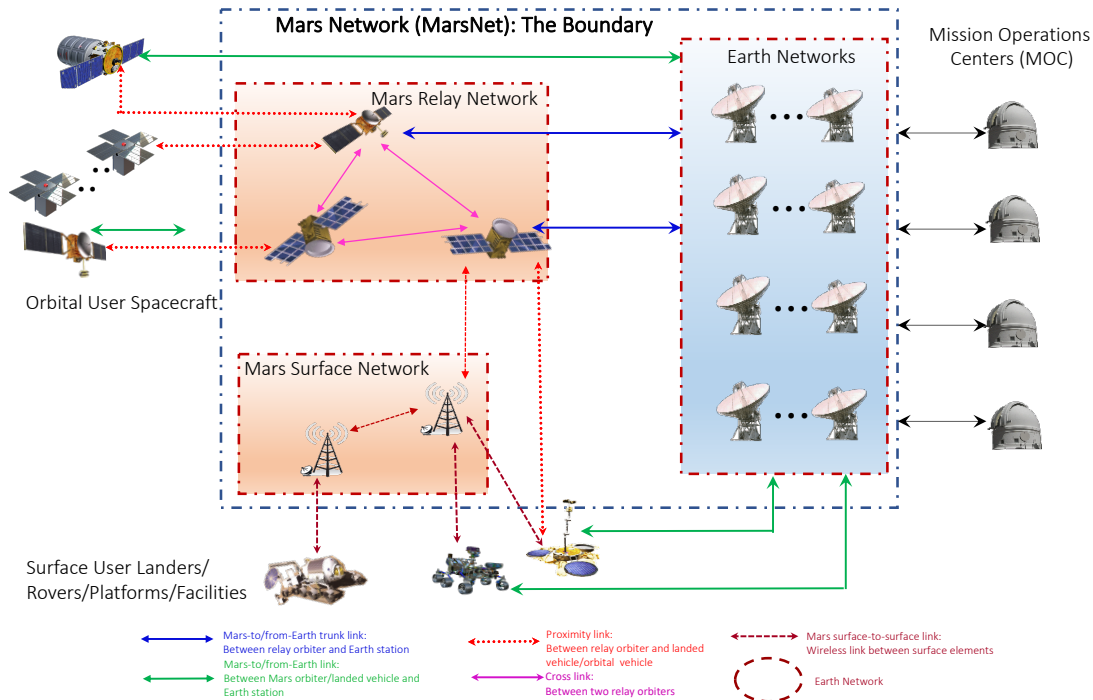 Mars Network (MarsNet): The Boundary
Earth Networks
Mission Operations
Centers (MOC)
Mars Relay Network
Orbital User Spacecraft
Mars Surface Network
Surface User Landers/
Rovers/Platforms/Facilities
Mars-to/from-Earth trunk link:
Between relay orbiter and Earth station
Mars-to/from-Earth link:
Between Mars orbiter/landed vehicle and
Earth station
Proximity link:
Between relay orbiter and landed
vehicle/orbital vehicle
Cross link:
Between two relay orbiters
Mars surface-to-surface link:
Wireless link between surface elements
Earth Network